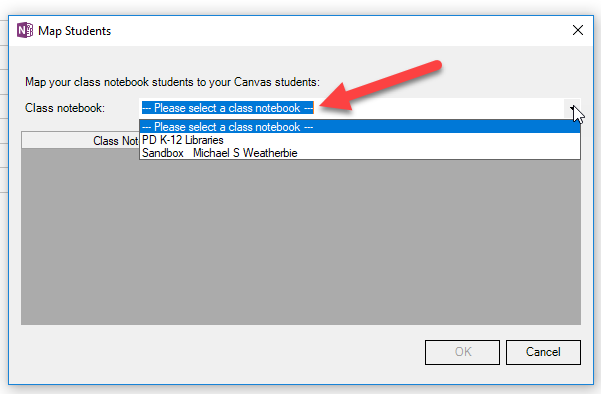 N
Map Students
Map your class notebook students to your Canvas students:
Class notebook: --- Please select a class notebook ---
--- Please select a class notebook ---
PD K-12 Libraries
Sandbox Michael S Weatherbie
Class Not
OK Cancel